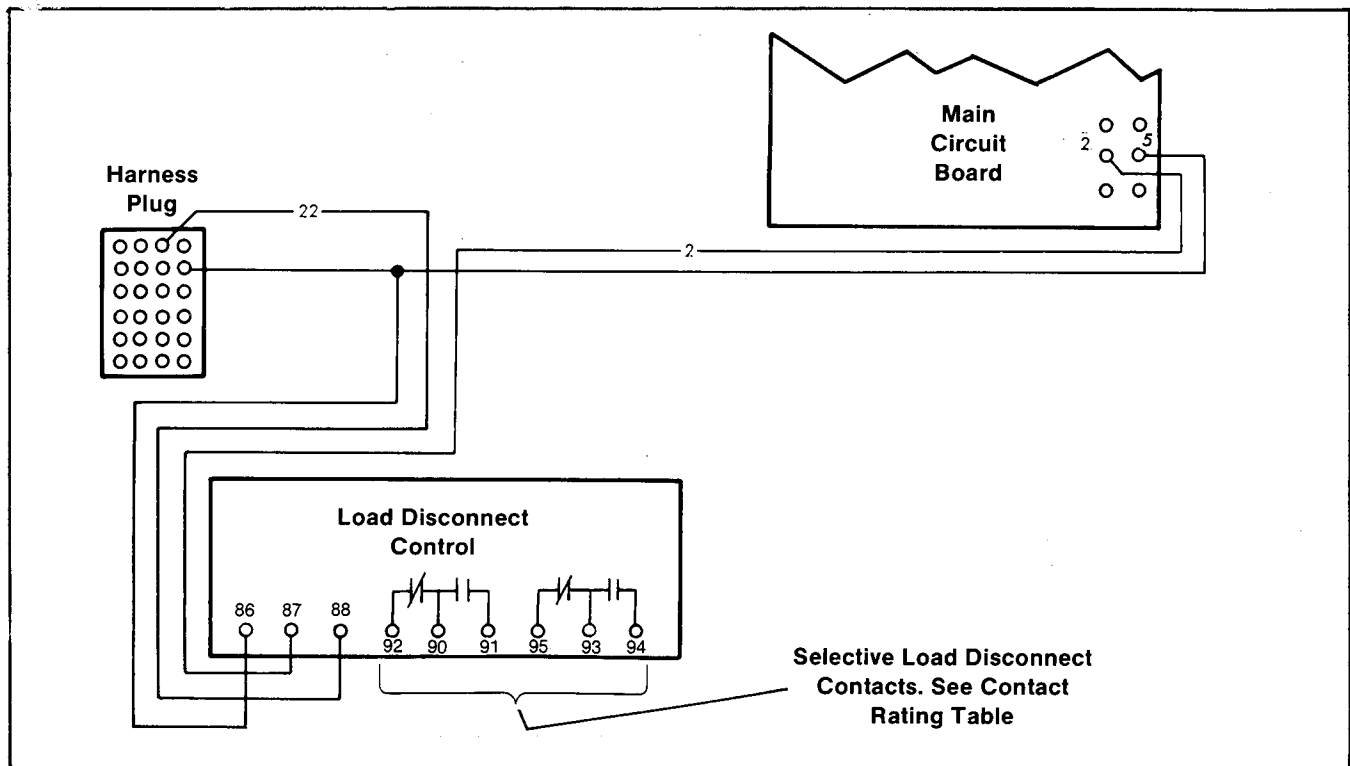 Main
Circuit
Board
2
5
Harness
Plug
22
2
Load Disconnect
Control
86 87 88
92 90 91 95 93 94
Selective Load Disconnect
Contacts. See Contact
Rating Table